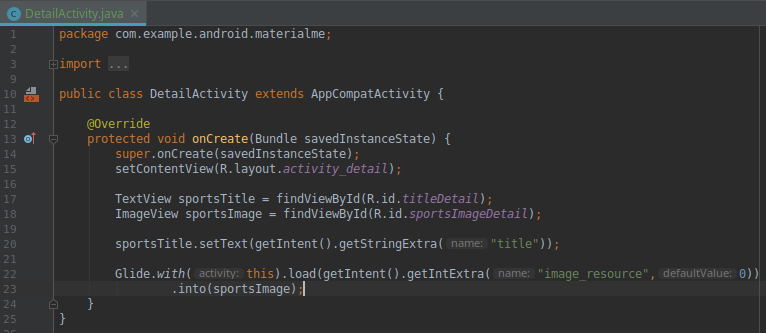 DetailActivity.java
1 package com.example.android.materialme;
2
3 import ...
9
10 public class DetailActivity extends AppCompatActivity {
11
12 @Override
13 protected void onCreate(Bundle savedInstanceState) {
14 super.onCreate(savedInstanceState);
15 setContentView(R.layout.activity_detail);
16
17 TextView sportsTitle = findViewById(R.id.titleDetail);
18 ImageView sportsImage = findViewById(R.id.sportsImageDetail);
19
20 sportsTitle.setText(getIntent().getStringExtra( name: "title"));
21
22 Glide.with( activity: this).load(getIntent().getIntExtra( name: "image_resource", defaultValue: 0))
23 .into(sportsImage);
24 }
25 }